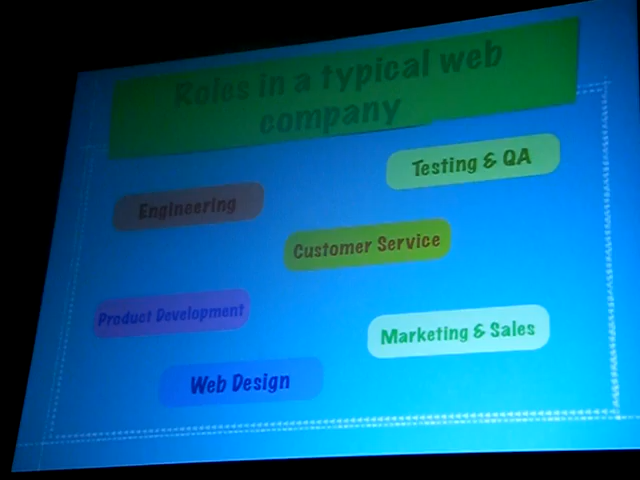 Roles in a typical web
company
Testing & QA
Engineering
Customer Service
Product Development
Marketing & Sales
Web Design